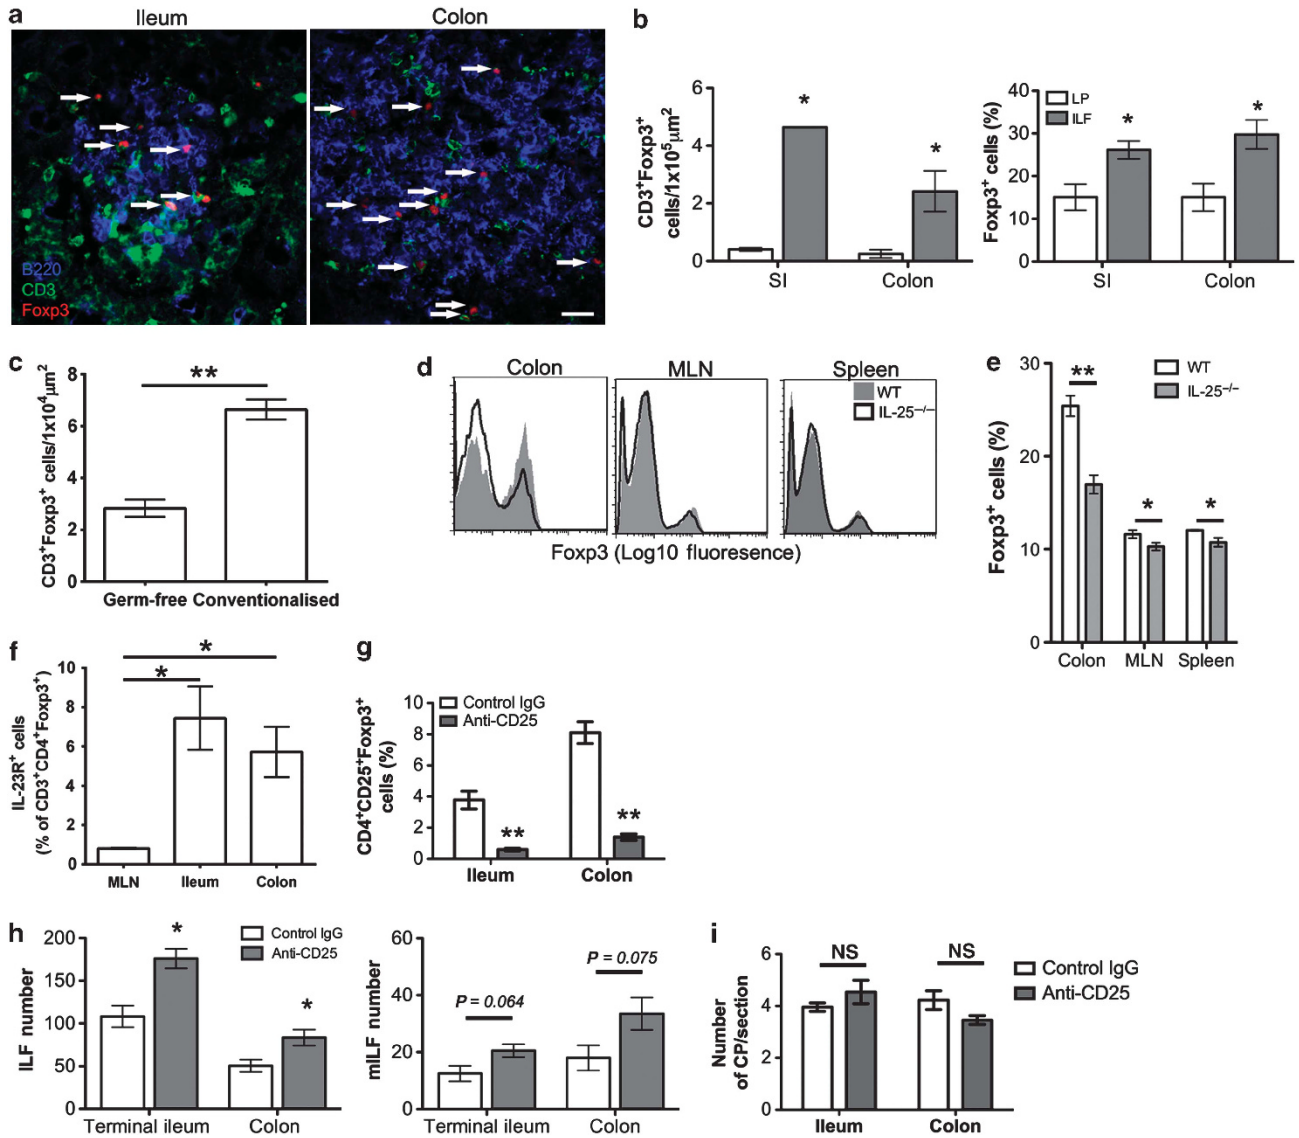 a
Ileum
Colon
B220
CD3
Foxp3
b
CD3⁺Foxp3⁺
cells/1x10⁵µm²
6
4
2
0
*
*
SI
Colon
Foxp3⁺ cells (%)
40
30
20
10
0
LP
ILF
*
*
SI
Colon
c
CD3⁺Foxp3⁺ cells/1x10⁴µm²
8
6
4
2
0
**
Germ-free
Conventionalised
d
Colon
MLN
Spleen
WT
IL-25⁻/⁻
Foxp3 (Log10 fluoresence)
e
Foxp3⁺ cells (%)
30
20
10
0
WT
IL-25⁻/⁻
**
*
*
Colon
MLN
Spleen
f
IL-23R⁺ cells
(% of CD3⁺CD4⁺Foxp3⁺)
10
8
6
4
2
0
*
*
MLN
Ileum
Colon
g
CD4⁺CD25⁺Foxp3⁺
cells (%)
10
8
6
4
2
0
Control IgG
Anti-CD25
**
**
Ileum
Colon
h
ILF number
200
150
100
50
0
Control IgG
Anti-CD25
*
*
Terminal ileum
Colon
mILF number
60
40
20
0
P = 0.064
P = 0.075
Terminal ileum
Colon
i
Number
of CP/section
6
4
2
0
NS
NS
Control IgG
Anti-CD25
Ileum
Colon